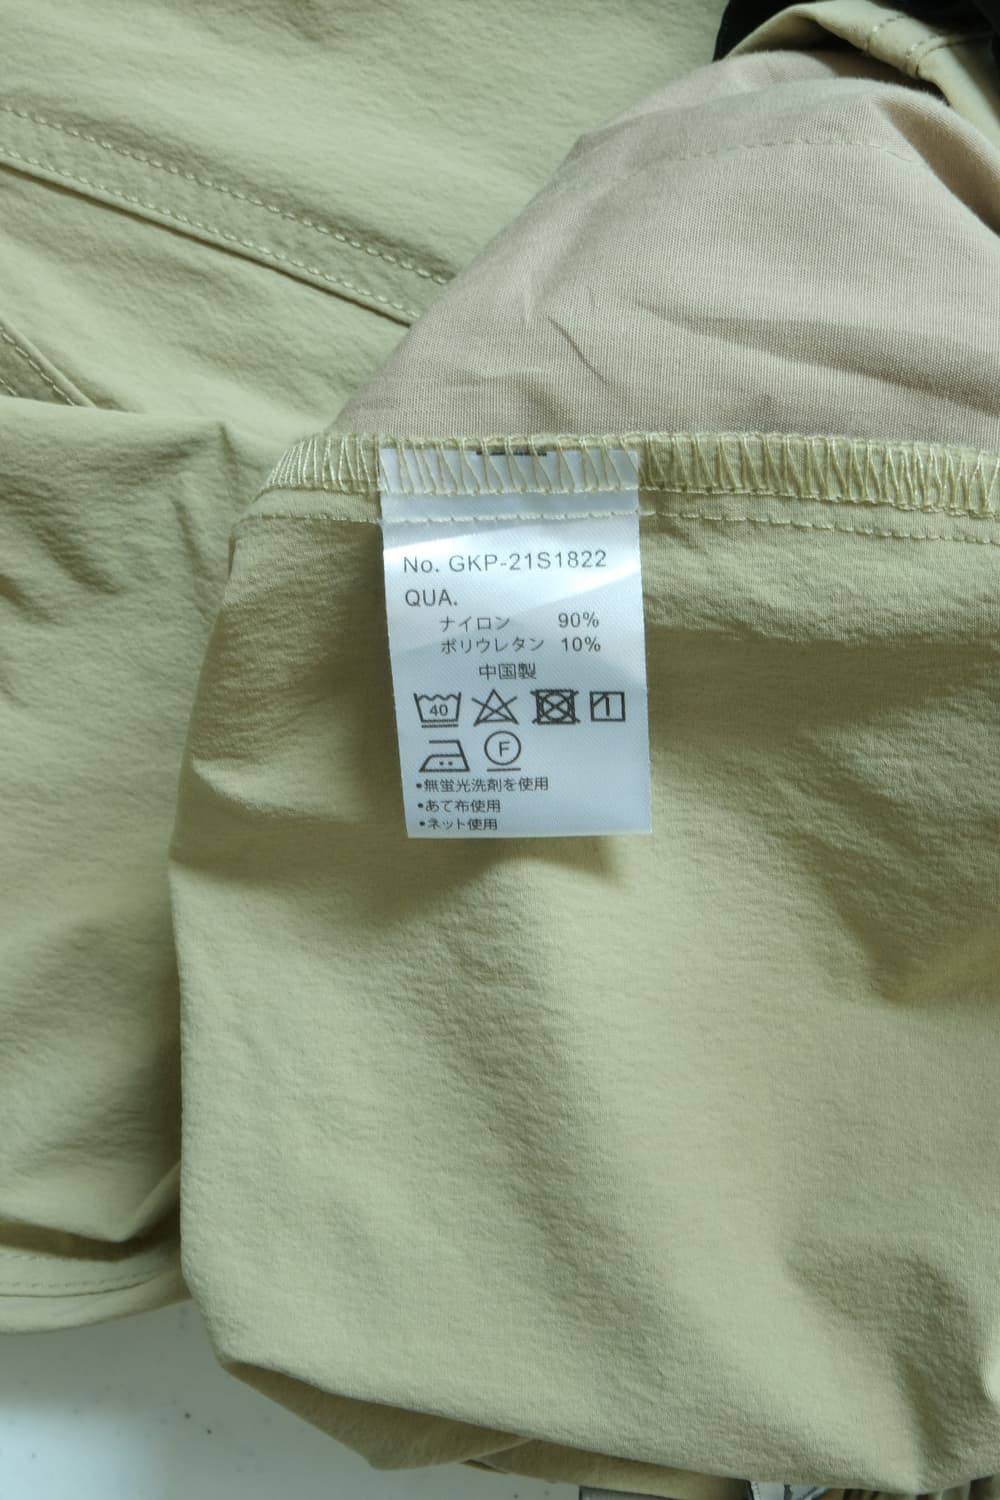 No. GKP-21S1822
QUA.
ナイロン 90%
ポリウレタン 10%
中国製
40
F
•無蛍光洗剤を使用
•あて布使用
•ネット使用